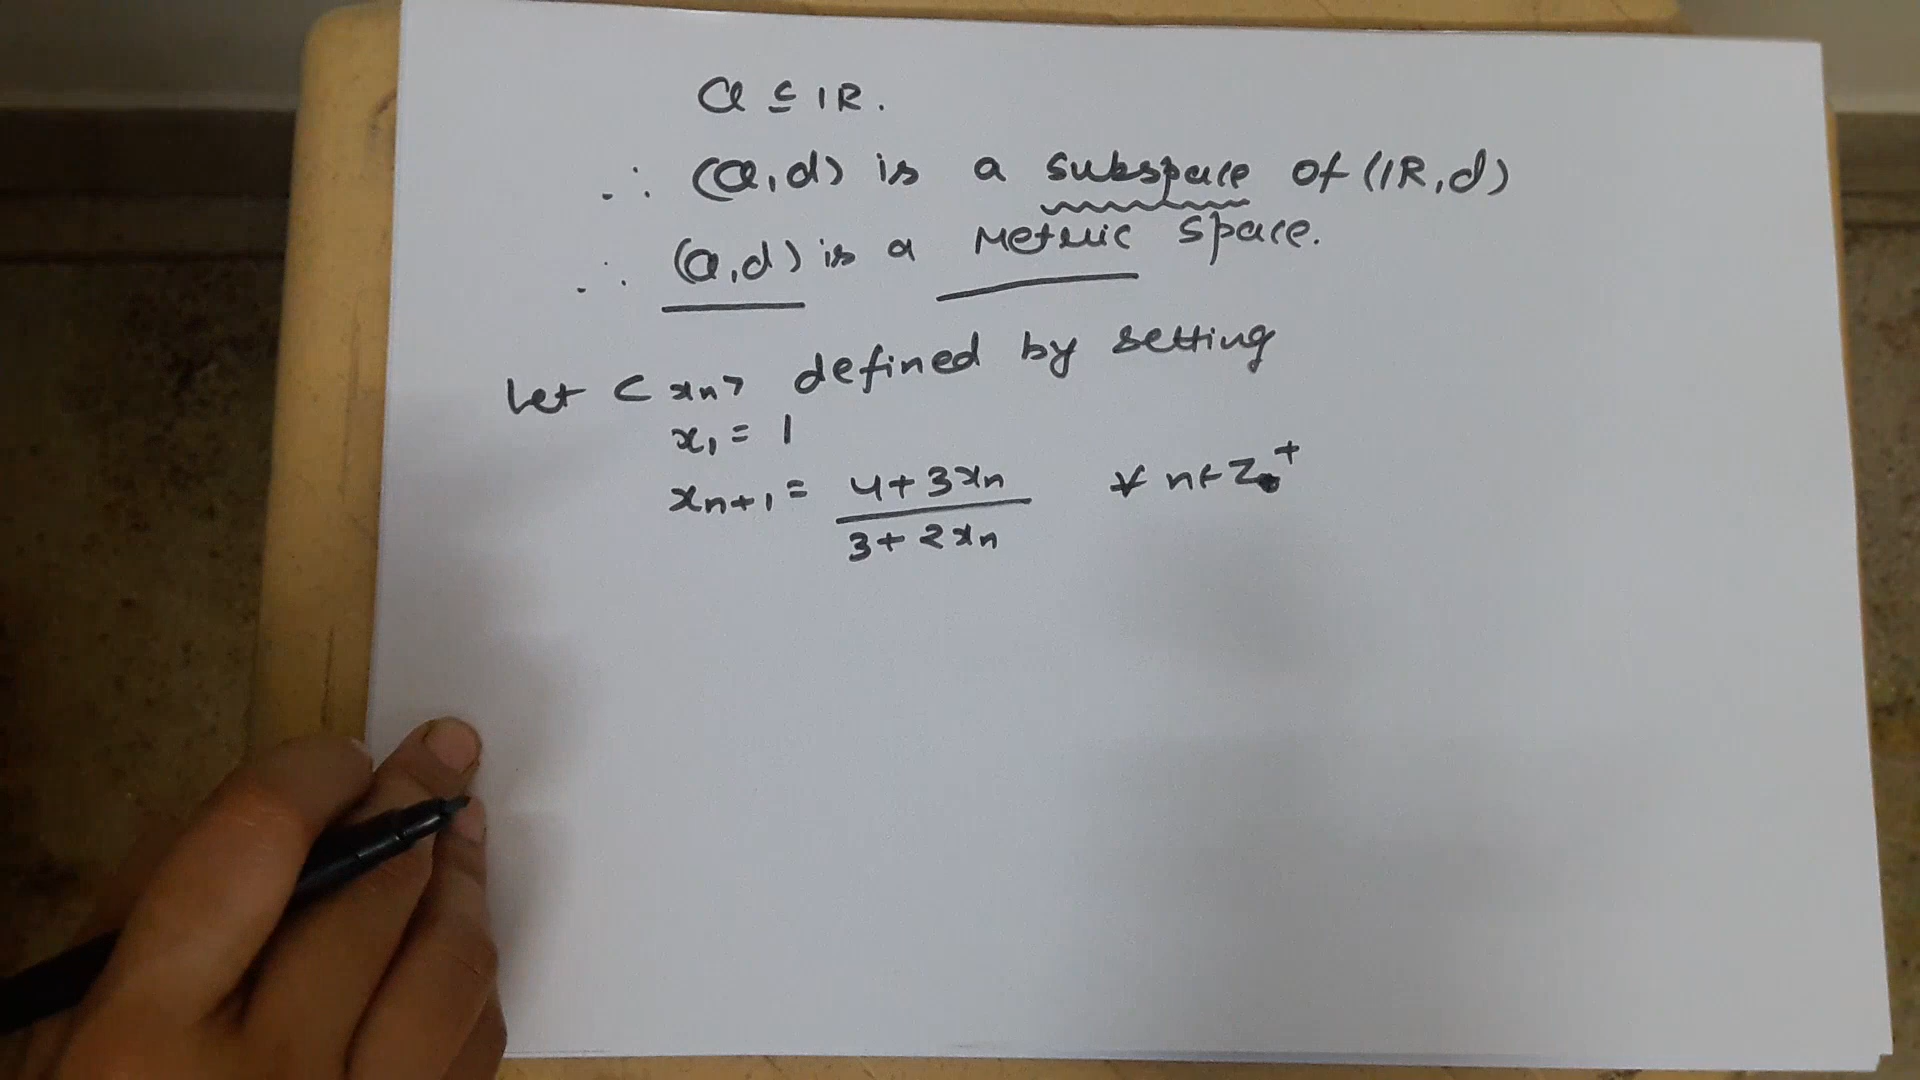 Q ⊆ IR.
∴ (Q,d) is a subspace of (IR,d)
∴ (Q,d) is a Metric space.
Let <xn> defined by setting
x₁ = 1
xn+1 = 4+3xn / 3+2xn ∀ n∈Z⁺